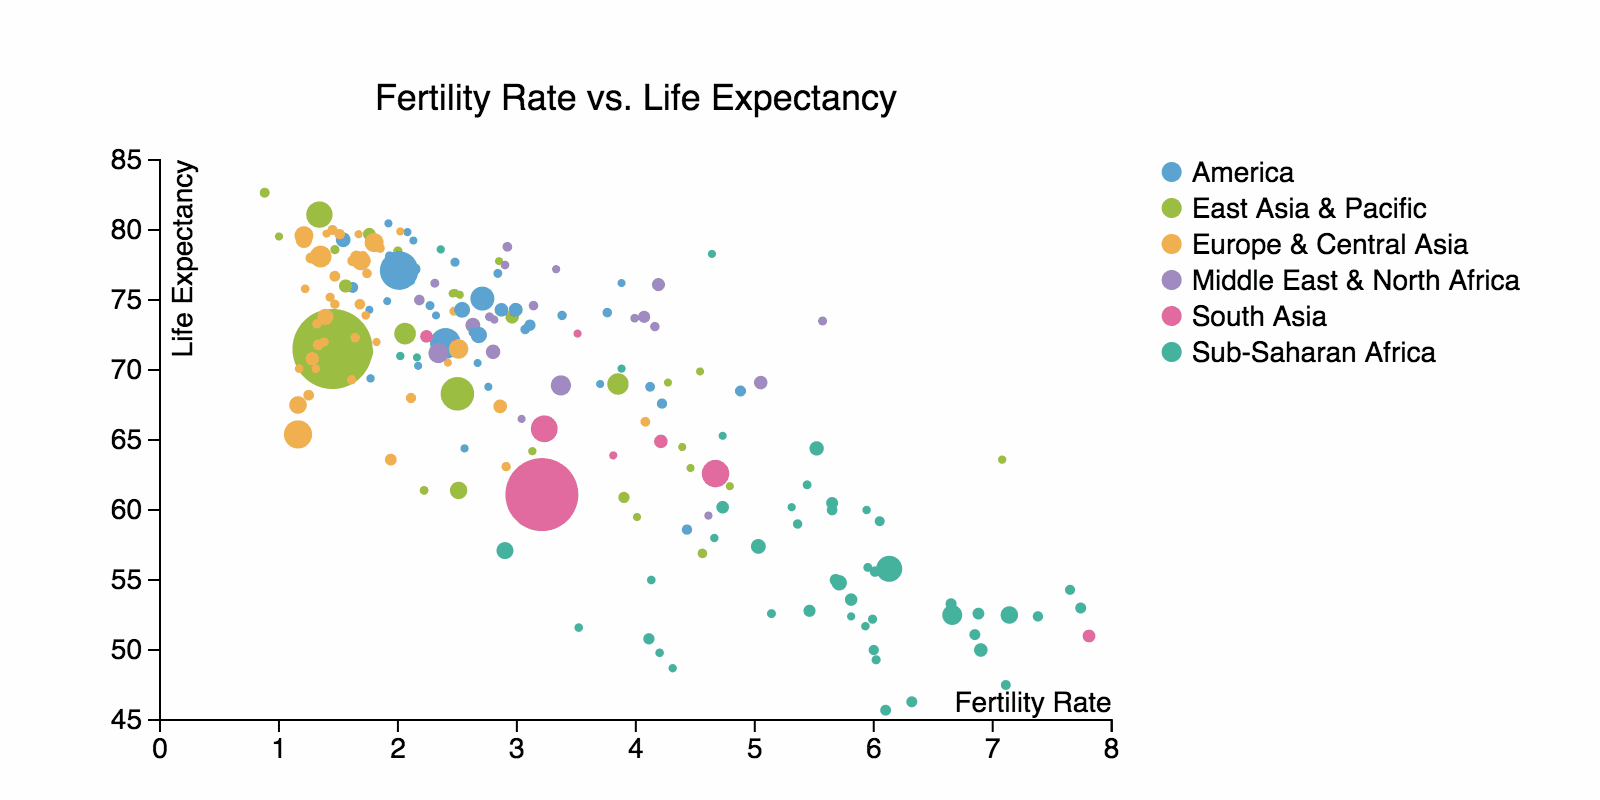 Fertility Rate vs. Life Expectancy
85
80
75
70
65
60
55
50
45
Life Expectancy
0 1 2 3 4 5 6 7 8
Fertility Rate
America
East Asia & Pacific
Europe & Central Asia
Middle East & North Africa
South Asia
Sub-Saharan Africa